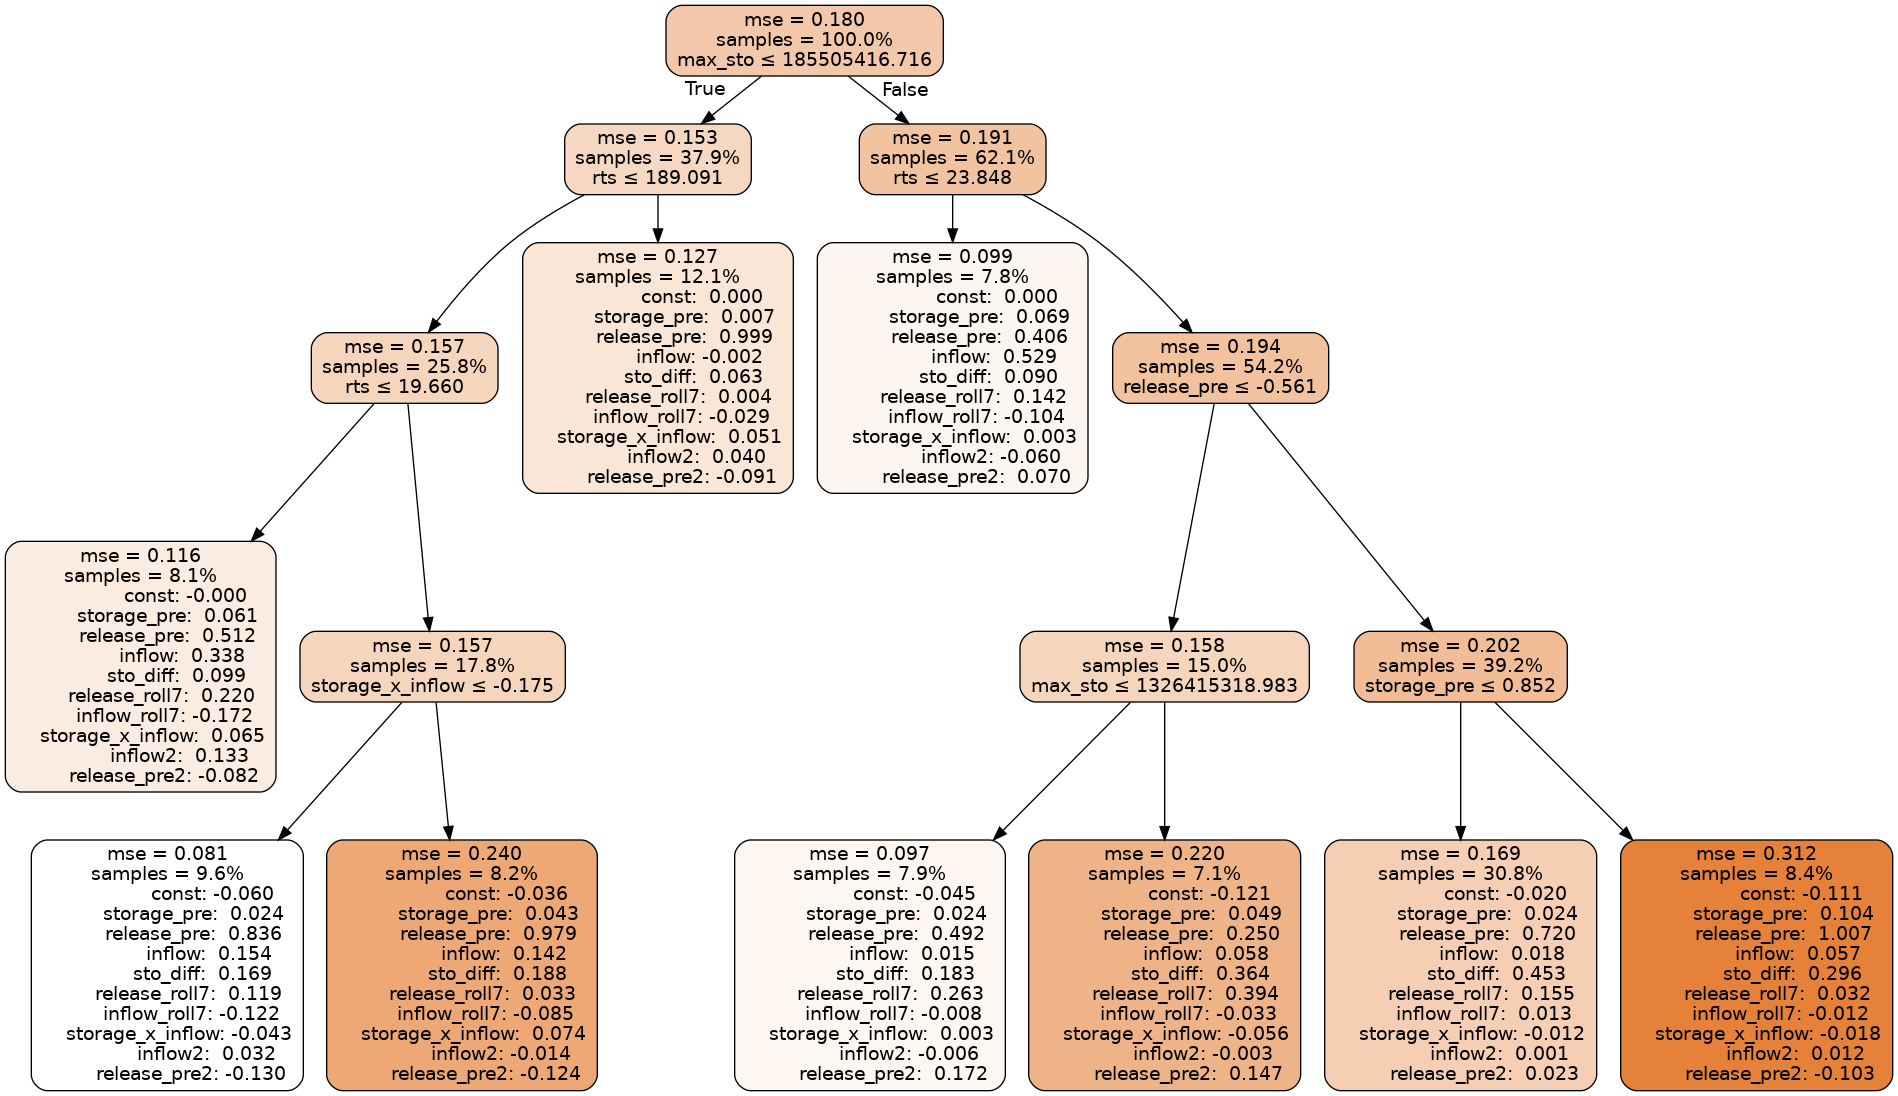 mse = 0.180
samples = 100.0%
max_sto ≤ 185505416.716
True
False
mse = 0.153
samples = 37.9%
rts ≤ 189.091
mse = 0.191
samples = 62.1%
rts ≤ 23.848
mse = 0.157
samples = 25.8%
rts ≤ 19.660
mse = 0.127
samples = 12.1%
const:  0.000
storage_pre:  0.007
release_pre:  0.999
inflow: -0.002
sto_diff:  0.063
release_roll7:  0.004
inflow_roll7: -0.029
storage_x_inflow:  0.051
inflow2:  0.040
release_pre2: -0.091
mse = 0.099
samples = 7.8%
const:  0.000
storage_pre:  0.069
release_pre:  0.406
inflow:  0.529
sto_diff:  0.090
release_roll7:  0.142
inflow_roll7: -0.104
storage_x_inflow:  0.003
inflow2: -0.060
release_pre2:  0.070
mse = 0.194
samples = 54.2%
release_pre ≤ -0.561
mse = 0.116
samples = 8.1%
const: -0.000
storage_pre:  0.061
release_pre:  0.512
inflow:  0.338
sto_diff:  0.099
release_roll7:  0.220
inflow_roll7: -0.172
storage_x_inflow:  0.065
inflow2:  0.133
release_pre2: -0.082
mse = 0.157
samples = 17.8%
storage_x_inflow ≤ -0.175
mse = 0.158
samples = 15.0%
max_sto ≤ 1326415318.983
mse = 0.202
samples = 39.2%
storage_pre ≤ 0.852
mse = 0.081
samples = 9.6%
const: -0.060
storage_pre:  0.024
release_pre:  0.836
inflow:  0.154
sto_diff:  0.169
release_roll7:  0.119
inflow_roll7: -0.122
storage_x_inflow: -0.043
inflow2:  0.032
release_pre2: -0.130
mse = 0.240
samples = 8.2%
const: -0.036
storage_pre:  0.043
release_pre:  0.979
inflow:  0.142
sto_diff:  0.188
release_roll7:  0.033
inflow_roll7: -0.085
storage_x_inflow:  0.074
inflow2: -0.014
release_pre2: -0.124
mse = 0.097
samples = 7.9%
const: -0.045
storage_pre:  0.024
release_pre:  0.492
inflow:  0.015
sto_diff:  0.183
release_roll7:  0.263
inflow_roll7: -0.008
storage_x_inflow:  0.003
inflow2: -0.006
release_pre2:  0.172
mse = 0.220
samples = 7.1%
const: -0.121
storage_pre:  0.049
release_pre:  0.250
inflow:  0.058
sto_diff:  0.364
release_roll7:  0.394
inflow_roll7: -0.033
storage_x_inflow: -0.056
inflow2: -0.003
release_pre2:  0.147
mse = 0.169
samples = 30.8%
const: -0.020
storage_pre:  0.024
release_pre:  0.720
inflow:  0.018
sto_diff:  0.453
release_roll7:  0.155
inflow_roll7:  0.013
storage_x_inflow: -0.012
inflow2:  0.001
release_pre2:  0.023
mse = 0.312
samples = 8.4%
const: -0.111
storage_pre:  0.104
release_pre:  1.007
inflow:  0.057
sto_diff:  0.296
release_roll7:  0.032
inflow_roll7: -0.012
storage_x_inflow: -0.018
inflow2:  0.012
release_pre2: -0.103